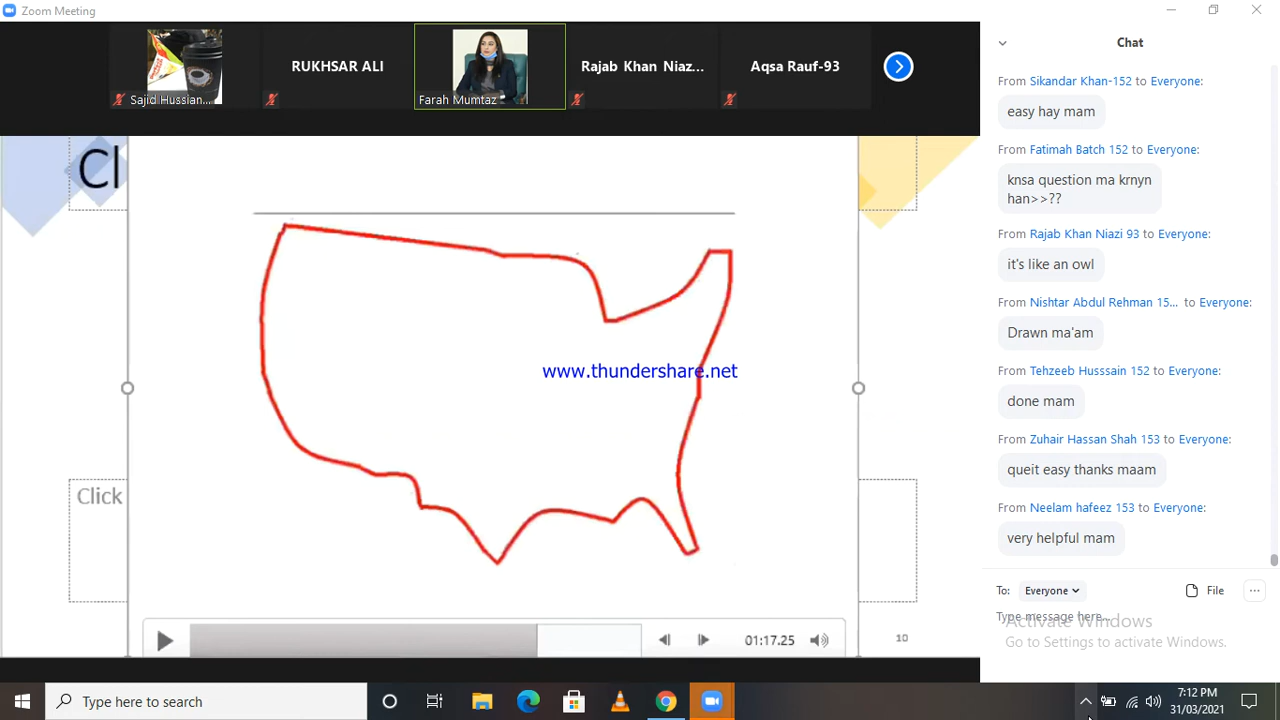 Zoom Meeting
Sajid Hussian...
RUKHSAR ALI
Farah Mumtaz
Rajab Khan Niaz...
Aqsa Rauf-93
Cl
www.thundershare.net
Click
01:17.25
10
Chat
From Sikandar Khan-152 to Everyone:
easy hay mam
From Fatimah Batch 152 to Everyone:
knsa question ma krnyn
han>>??
From Rajab Khan Niazi 93 to Everyone:
it's like an owl
From Nishtar Abdul Rehman 15... to Everyone:
Drawn ma'am
From Tehzeeb Husssain 152 to Everyone:
done mam
From Zuhair Hassan Shah 153 to Everyone:
queit easy thanks maam
From Neelam hafeez 153 to Everyone:
very helpful mam
To: Everyone
File
Type message here...
Activate Windows
Go to Settings to activate Windows.
Type here to search
7:12 PM
31/03/2021